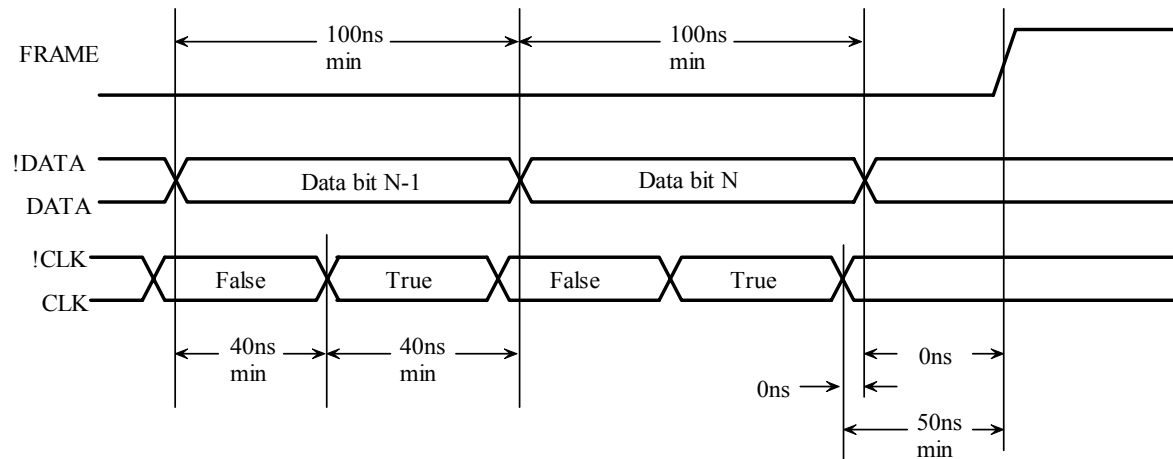 100ns
min
100ns
min
FRAME
!DATA
Data bit N-1
Data bit N
DATA
!CLK
False
True
False
True
CLK
40ns
min
40ns
min
0ns
0ns
50ns
min